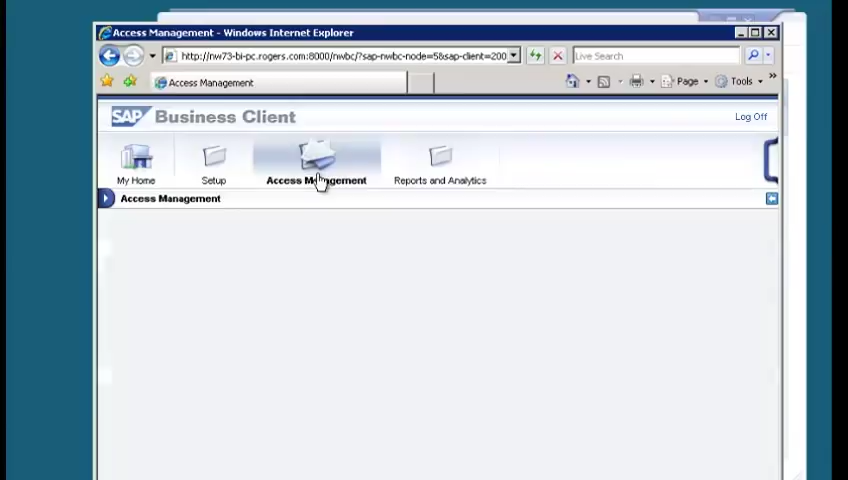 Access Management - Windows Internet Explorer
http://nw73-bi-pc.rogers.com:8000/nwbc/?sap-nwbc-node=5&sap-client=200
Live Search
Access Management
Page
Tools
»
SAP Business Client
Log Off
My Home
Setup
Access Management
Reports and Analytics
Access Management